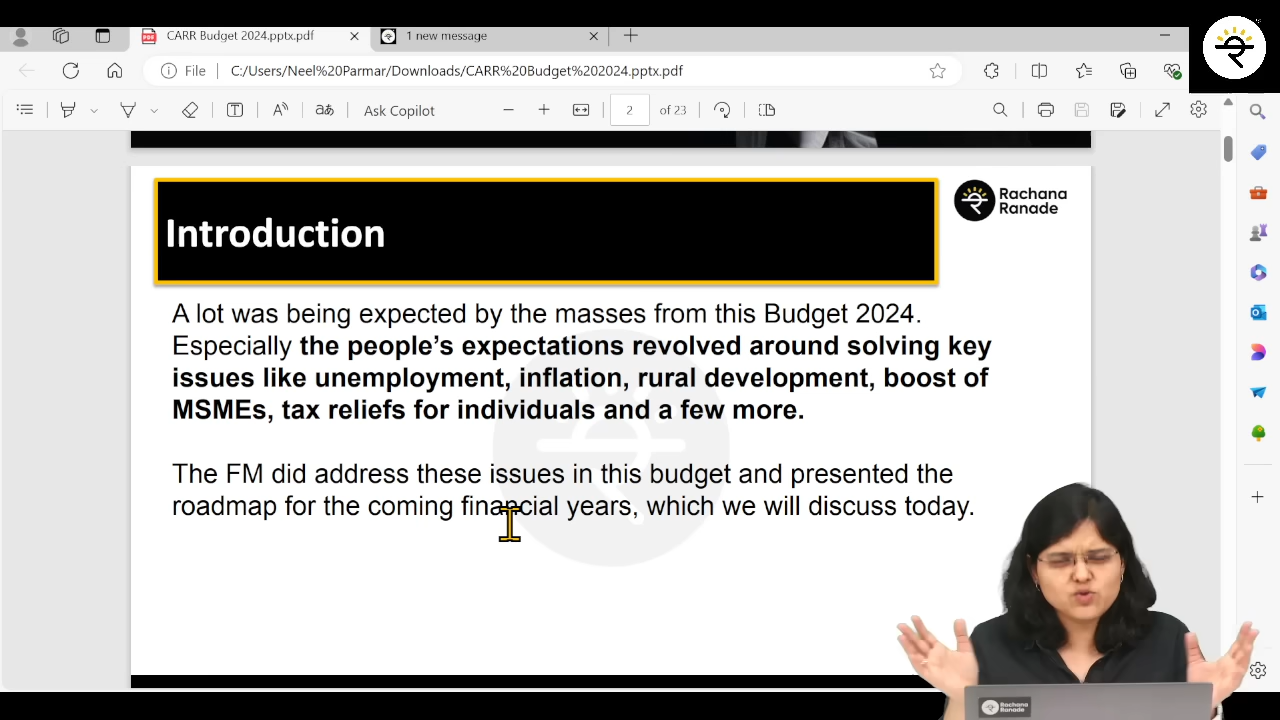 CARR Budget 2024.pptx.pdf
1 new message
File
C:/Users/Neel%20Parmar/Downloads/CARR%20Budget%202024.pptx.pdf
Ask Copilot
2
of 23
Introduction
Rachana
Ranade
A lot was being expected by the masses from this Budget 2024.
Especially the people’s expectations revolved around solving key
issues like unemployment, inflation, rural development, boost of
MSMEs, tax reliefs for individuals and a few more.
The FM did address these issues in this budget and presented the
roadmap for the coming financial years, which we will discuss today.
Rachana
Ranade